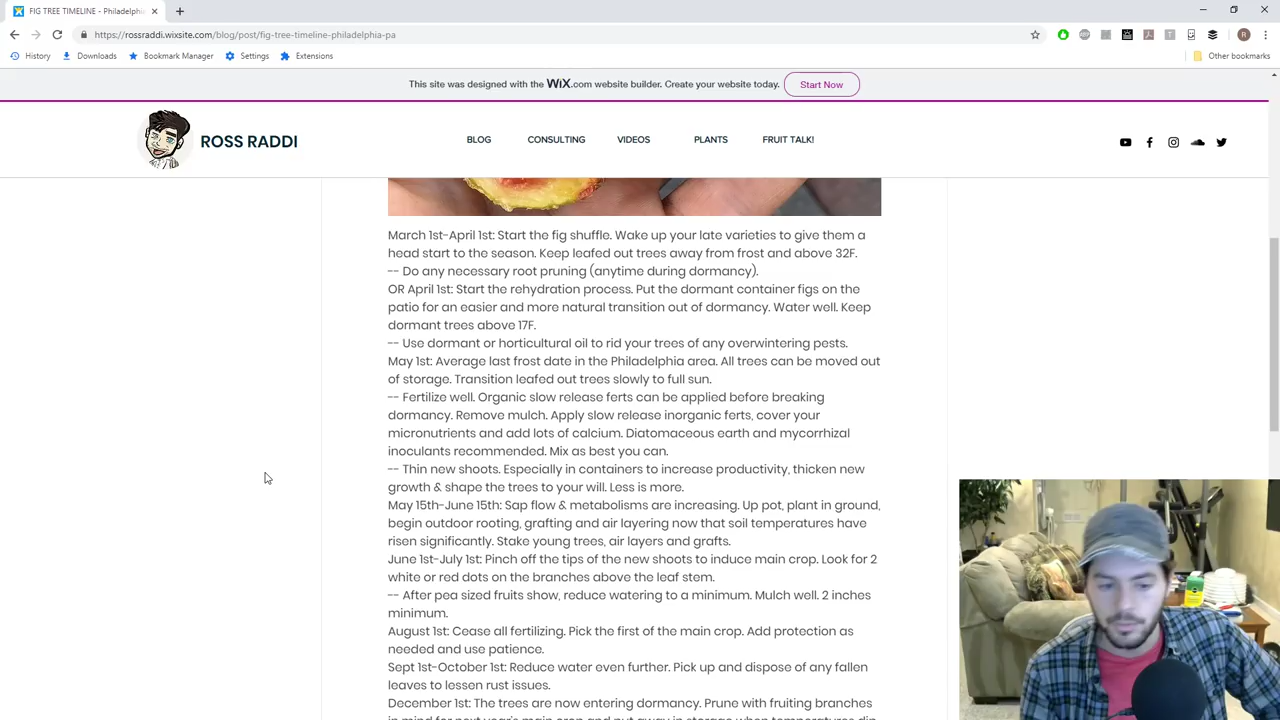 FIG TREE TIMELINE - Philadelphi
https://rossraddi.wixsite.com/blog/post/fig-tree-timeline-philadelphia-pa
History Downloads Bookmark Manager Settings Extensions Other bookmarks
This site was designed with the WiX.com website builder. Create your website today. Start Now
ROSS RADDI BLOG CONSULTING VIDEOS PLANTS FRUIT TALK!
March 1st-April 1st: Start the fig shuffle. Wake up your late varieties to give them a
head start to the season. Keep leafed out trees away from frost and above 32F.
-- Do any necessary root pruning (anytime during dormancy).
OR April 1st: Start the rehydration process. Put the dormant container figs on the
patio for an easier and more natural transition out of dormancy. Water well. Keep
dormant trees above 17F.
-- Use dormant or horticultural oil to rid your trees of any overwintering pests.
May 1st: Average last frost date in the Philadelphia area. All trees can be moved out
of storage. Transition leafed out trees slowly to full sun.
-- Fertilize well. Organic slow release ferts can be applied before breaking
dormancy. Remove mulch. Apply slow release inorganic ferts, cover your
micronutrients and add lots of calcium. Diatomaceous earth and mycorrhizal
inoculants recommended. Mix as best you can.
-- Thin new shoots. Especially in containers to increase productivity, thicken new
growth & shape the trees to your will. Less is more.
May 15th-June 15th: Sap flow & metabolisms are increasing. Up pot, plant in ground,
begin outdoor rooting, grafting and air layering now that soil temperatures have
risen significantly. Stake young trees, air layers and grafts.
June 1st-July 1st: Pinch off the tips of the new shoots to induce main crop. Look for 2
white or red dots on the branches above the leaf stem.
-- After pea sized fruits show, reduce watering to a minimum. Mulch well. 2 inches
minimum.
August 1st: Cease all fertilizing. Pick the first of the main crop. Add protection as
needed and use patience.
Sept 1st-October 1st: Reduce water even further. Pick up and dispose of any fallen
leaves to lessen rust issues.
December 1st: The trees are now entering dormancy. Prune with fruiting branches
in mind for next year's main crop and put away in storage when temperatures dip